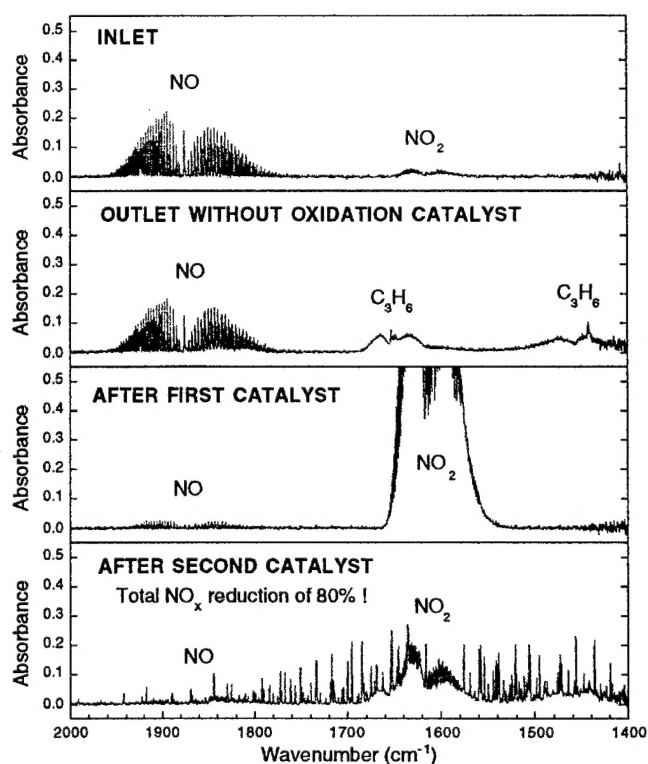 INLET
NO
NO2
Absorbance
0.5
0.4
0.3
0.2
0.1
0.0
OUTLET WITHOUT OXIDATION CATALYST
NO
C3H6
C3H6
Absorbance
0.5
0.4
0.3
0.2
0.1
0.0
AFTER FIRST CATALYST
NO
NO2
Absorbance
0.5
0.4
0.3
0.2
0.1
0.0
AFTER SECOND CATALYST
Total NOx reduction of 80% !
NO2
NO
Absorbance
0.5
0.4
0.3
0.2
0.1
0.0
2000 1900 1800 1700 1600 1500 1400
Wavenumber (cm-1)